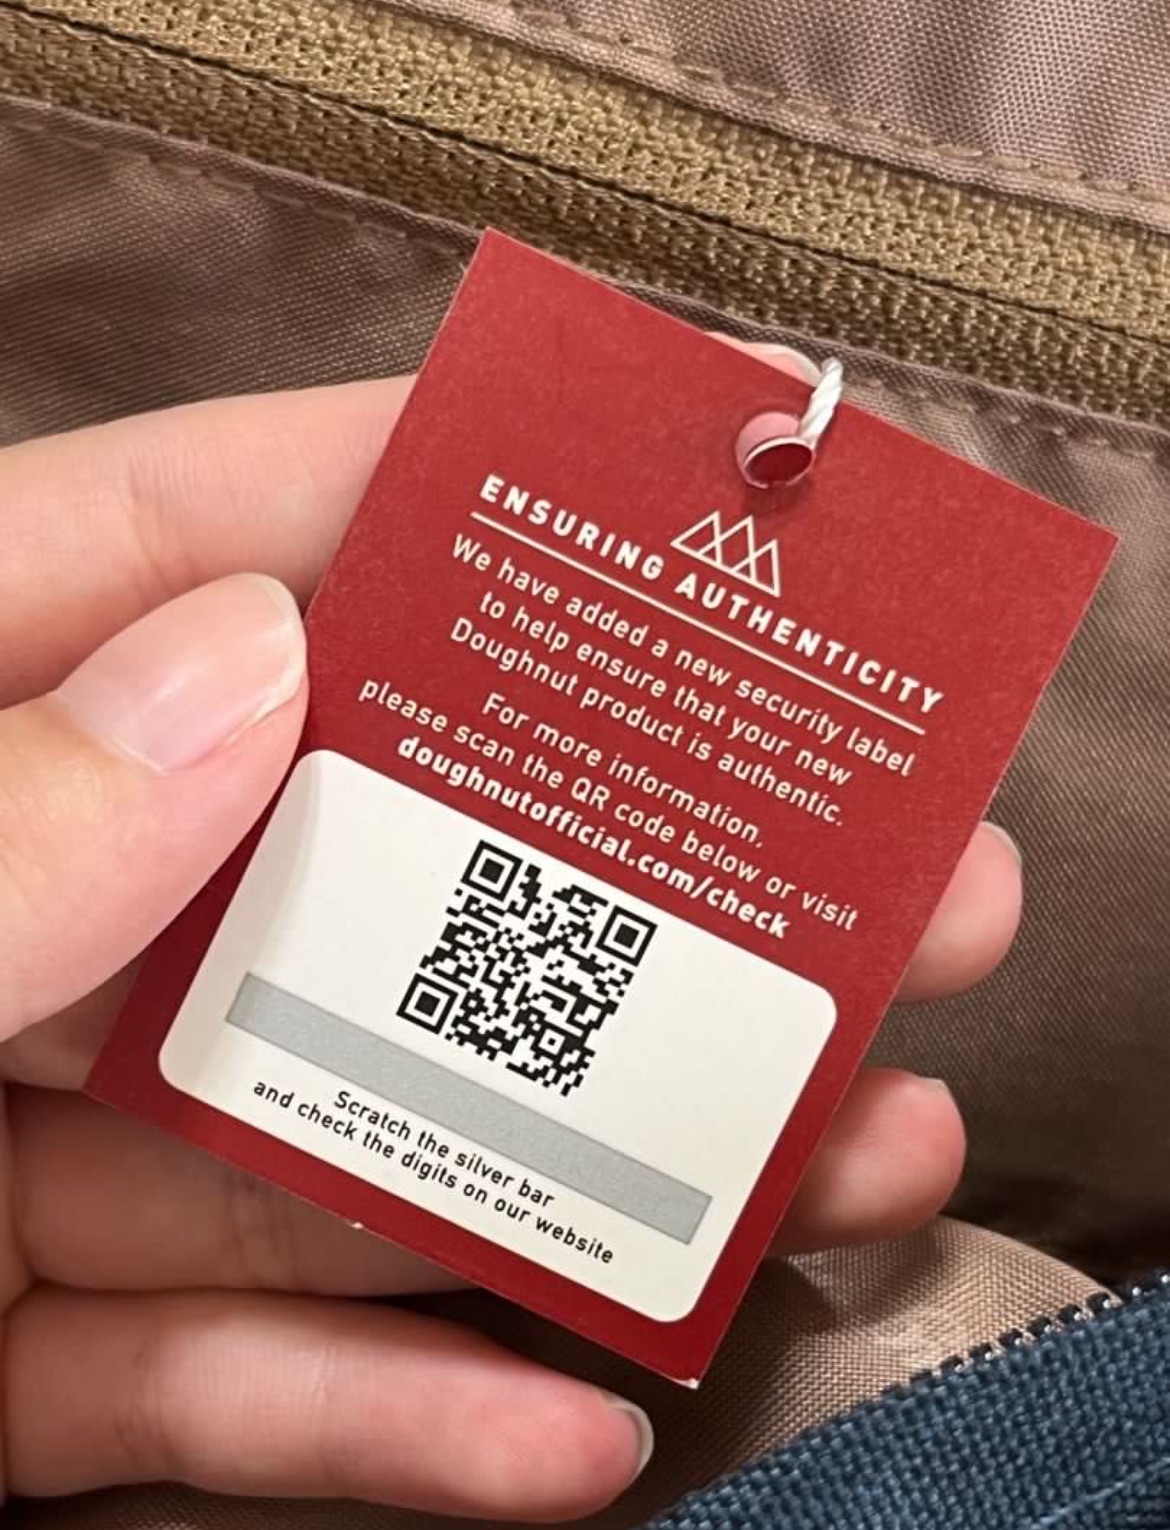 ENSURING AUTHENTICITY
We have added a new security label
to help ensure that your new
Doughnut product is authentic.
For more information,
please scan the QR code below or visit
doughnutofficial.com/check
Scratch the silver bar
and check the digits on our website